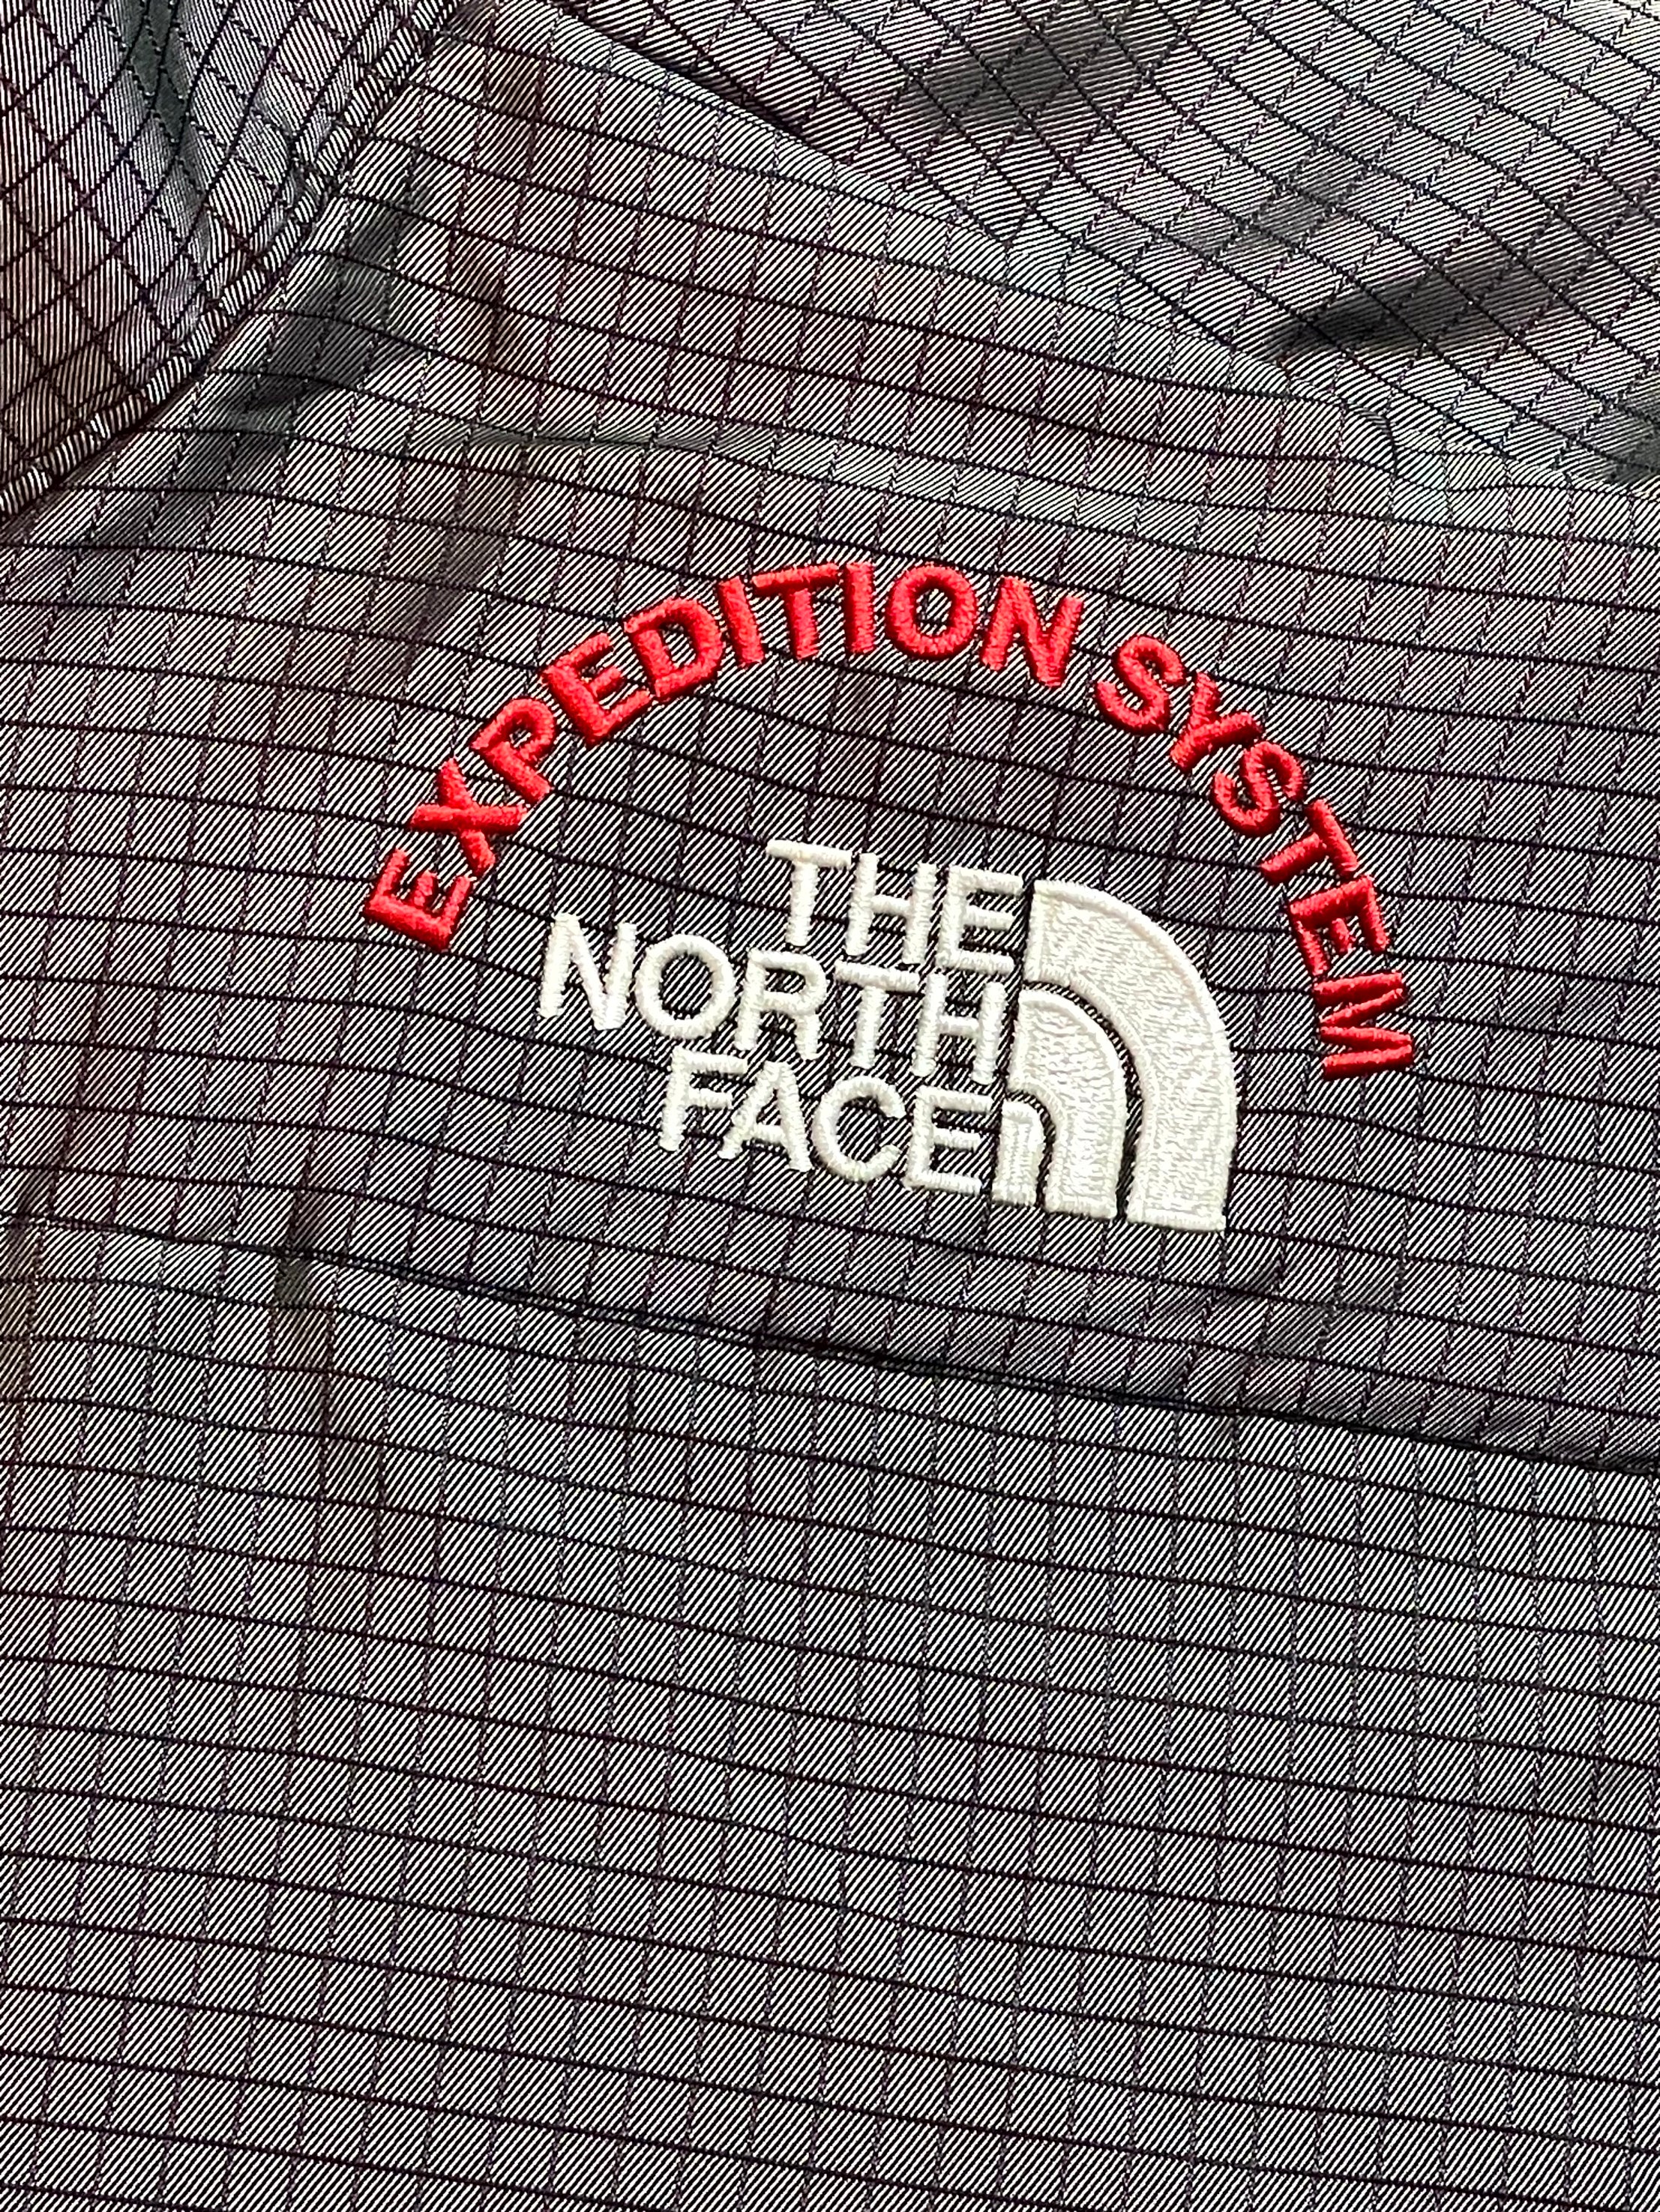 EXPEDITION SYSTEM
THE
NORTH
FACE